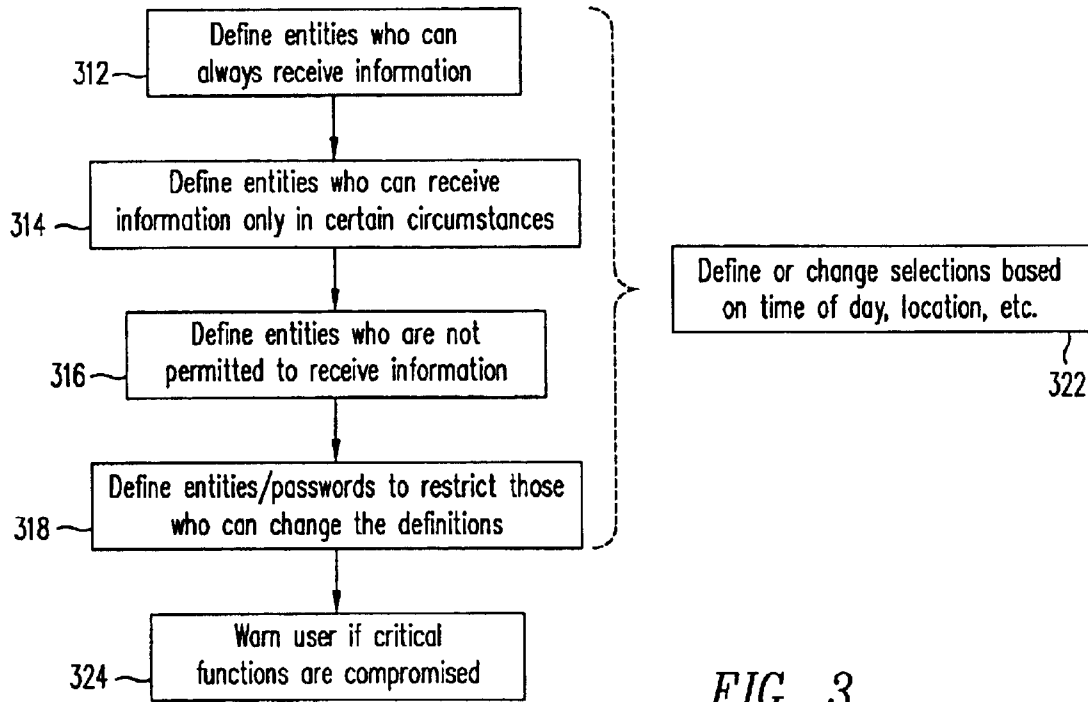 Define entities who can
always receive information
312
Define entities who can receive
information only in certain circumstances
314
Define entities who are not
permitted to receive information
316
Define entities/passwords to restrict those
who can change the definitions
318
Define or change selections based
on time of day, location, etc.
322
Warn user if critical
functions are compromised
324
FIG. 3